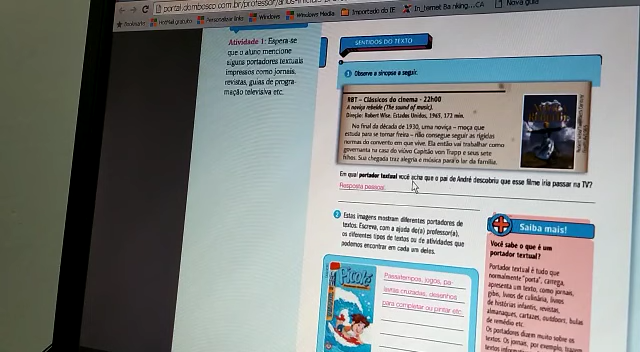 portal.dombosco.com.br/professor/
Bookmarks HotMail gratuito Personalizar links Windows Windows Media Importado do IE Nova guia
Atividade 1: Espera-se
que o aluno mencione
alguns portadores textuais
impressos como jornais,
revistas, guias de progra-
mação televisiva etc.
SENTIDOS DO TEXTO
1 Observe a sinopse a seguir.
RBT – Clássicos do cinema - 22h00
A noviça rebelde (The sound of music).
Direção: Robert Wise. Estados Unidos, 1965, 172 min.
No final da década de 1930, uma noviça – moça que
estuda para se tornar freira – não consegue seguir as rígidas
normas do convento em que vive. Ela então vai trabalhar como
governanta na casa do viúvo Capitão von Trapp e seus sete
filhos. Sua chegada traz alegria e música para o lar da família.
Em qual portador textual você acha que o pai de André descobriu que esse filme iria passar na TV?
Resposta pessoal.
2 Estas imagens mostram diferentes portadores de
textos. Escreva, com a ajuda do(a) professor(a),
os diferentes tipos de textos ou de atividades que
podemos encontrar em cada um deles.
Picolé
Passatempos, jogos, pa-
lavras cruzadas, desenhos
para completar ou pintar etc.
Saiba mais!
Você sabe o que é um
portador textual?
Portador textual é tudo que
normalmente "porta", carrega,
apresenta um texto, como jornais,
gibis, livros de culinária, livros
de histórias infantis, revistas,
almanaques, cartazes, outdoors, bulas
de remédio etc.
Os portadores diferem muito entre os
textos. Os jornais, por exemplo, trazem